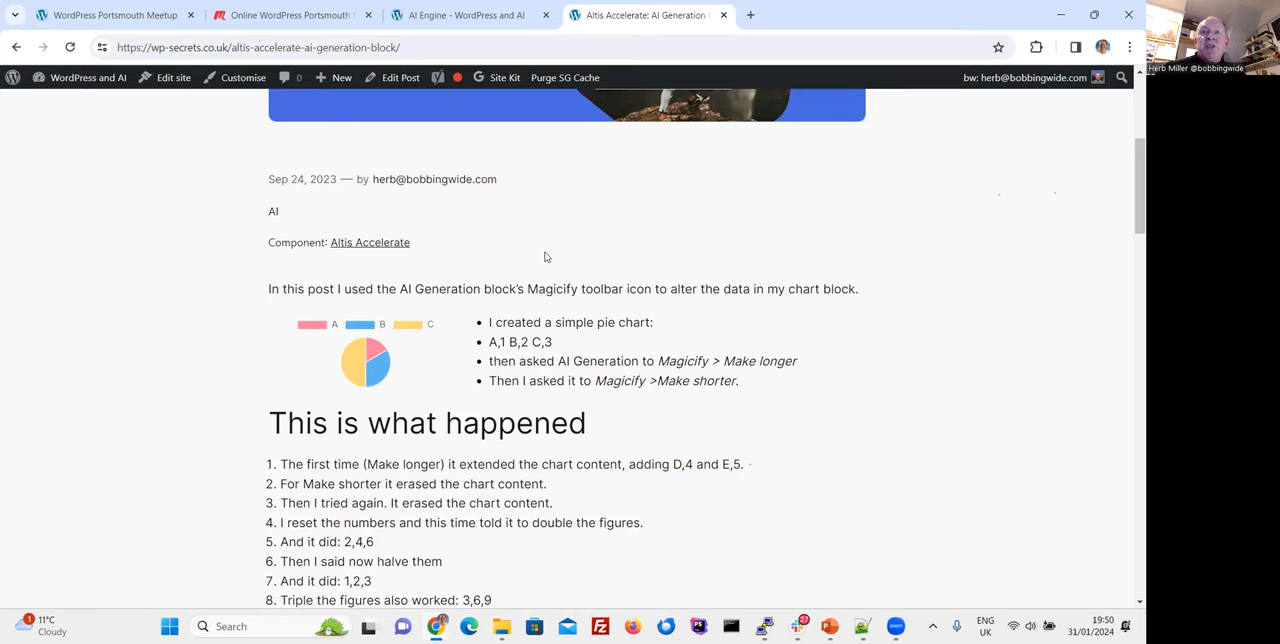 WordPress Portsmouth Meetup
Online WordPress Portsmouth
AI Engine - WordPress and AI
Altis Accelerate: AI Generation
https://wp-secrets.co.uk/altis-accelerate-ai-generation-block/
WordPress and AI Edit site Customise 0 New Edit Post Site Kit Purge SG Cache bw: herb@bobbingwide.com
Herb Miller @bobbingwide
Sep 24, 2023 — by herb@bobbingwide.com
AI
Component: Altis Accelerate
In this post I used the AI Generation block's Magicify toolbar icon to alter the data in my chart block.
A B C
I created a simple pie chart:
A,1 B,2 C,3
then asked AI Generation to Magicify > Make longer
Then I asked it to Magicify >Make shorter.
This is what happened
1. The first time (Make longer) it extended the chart content, adding D,4 and E,5.
2. For Make shorter it erased the chart content.
3. Then I tried again. It erased the chart content.
4. I reset the numbers and this time told it to double the figures.
5. And it did: 2,4,6
6. Then I said now halve them
7. And it did: 1,2,3
8. Triple the figures also worked: 3,6,9
1
11°C
Cloudy
Search
27
zoom
ENG
UK
19:50
31/01/2024